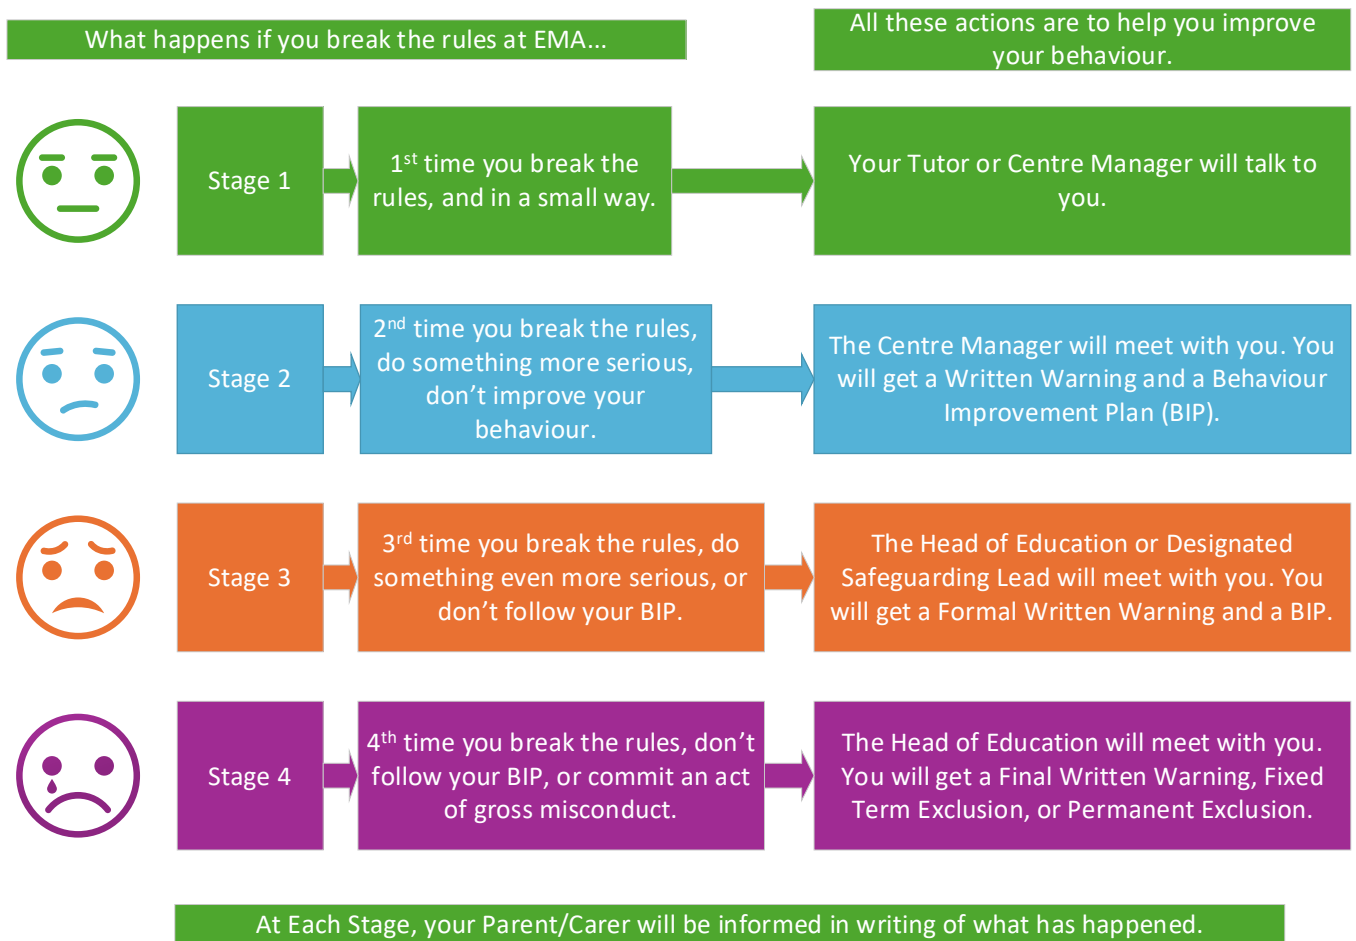 What happens if you break the rules at EMA...
All these actions are to help you improve
your behaviour.
Stage 1
1st time you break the
rules, and in a small way.
Your Tutor or Centre Manager will talk to
you.
Stage 2
2nd time you break the rules,
do something more serious,
don’t improve your
behaviour.
The Centre Manager will meet with you. You
will get a Written Warning and a Behaviour
Improvement Plan (BIP).
Stage 3
3rd time you break the rules, do
something even more serious, or
don’t follow your BIP.
The Head of Education or Designated
Safeguarding Lead will meet with you. You
will get a Formal Written Warning and a BIP.
Stage 4
4th time you break the rules, don’t
follow your BIP, or commit an act
of gross misconduct.
The Head of Education will meet with you.
You will get a Final Written Warning, Fixed
Term Exclusion, or Permanent Exclusion.
At Each Stage, your Parent/Carer will be informed in writing of what has happened.